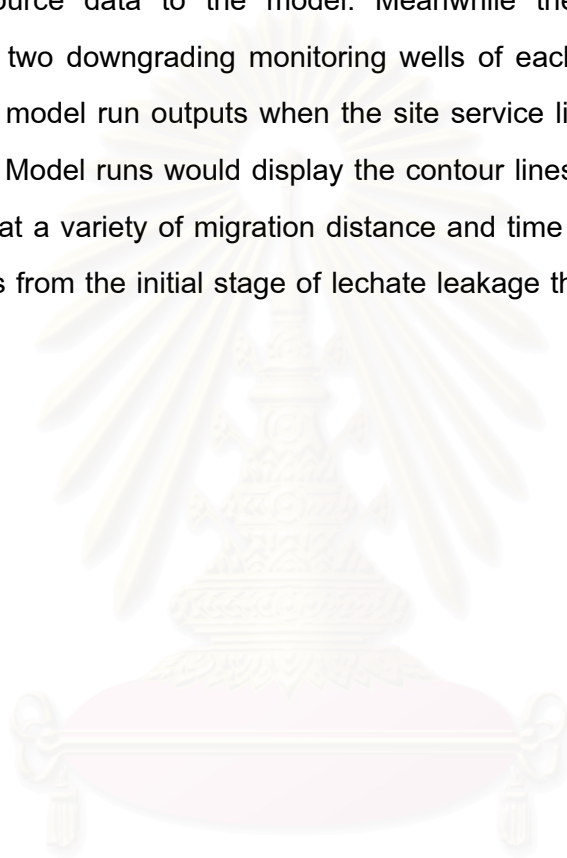 ource data to the model. Meanwhile the
two downgrading monitoring wells of each
model run outputs when the site service li
Model runs would display the contour lines
at a variety of migration distance and time
s from the initial stage of lechate leakage th